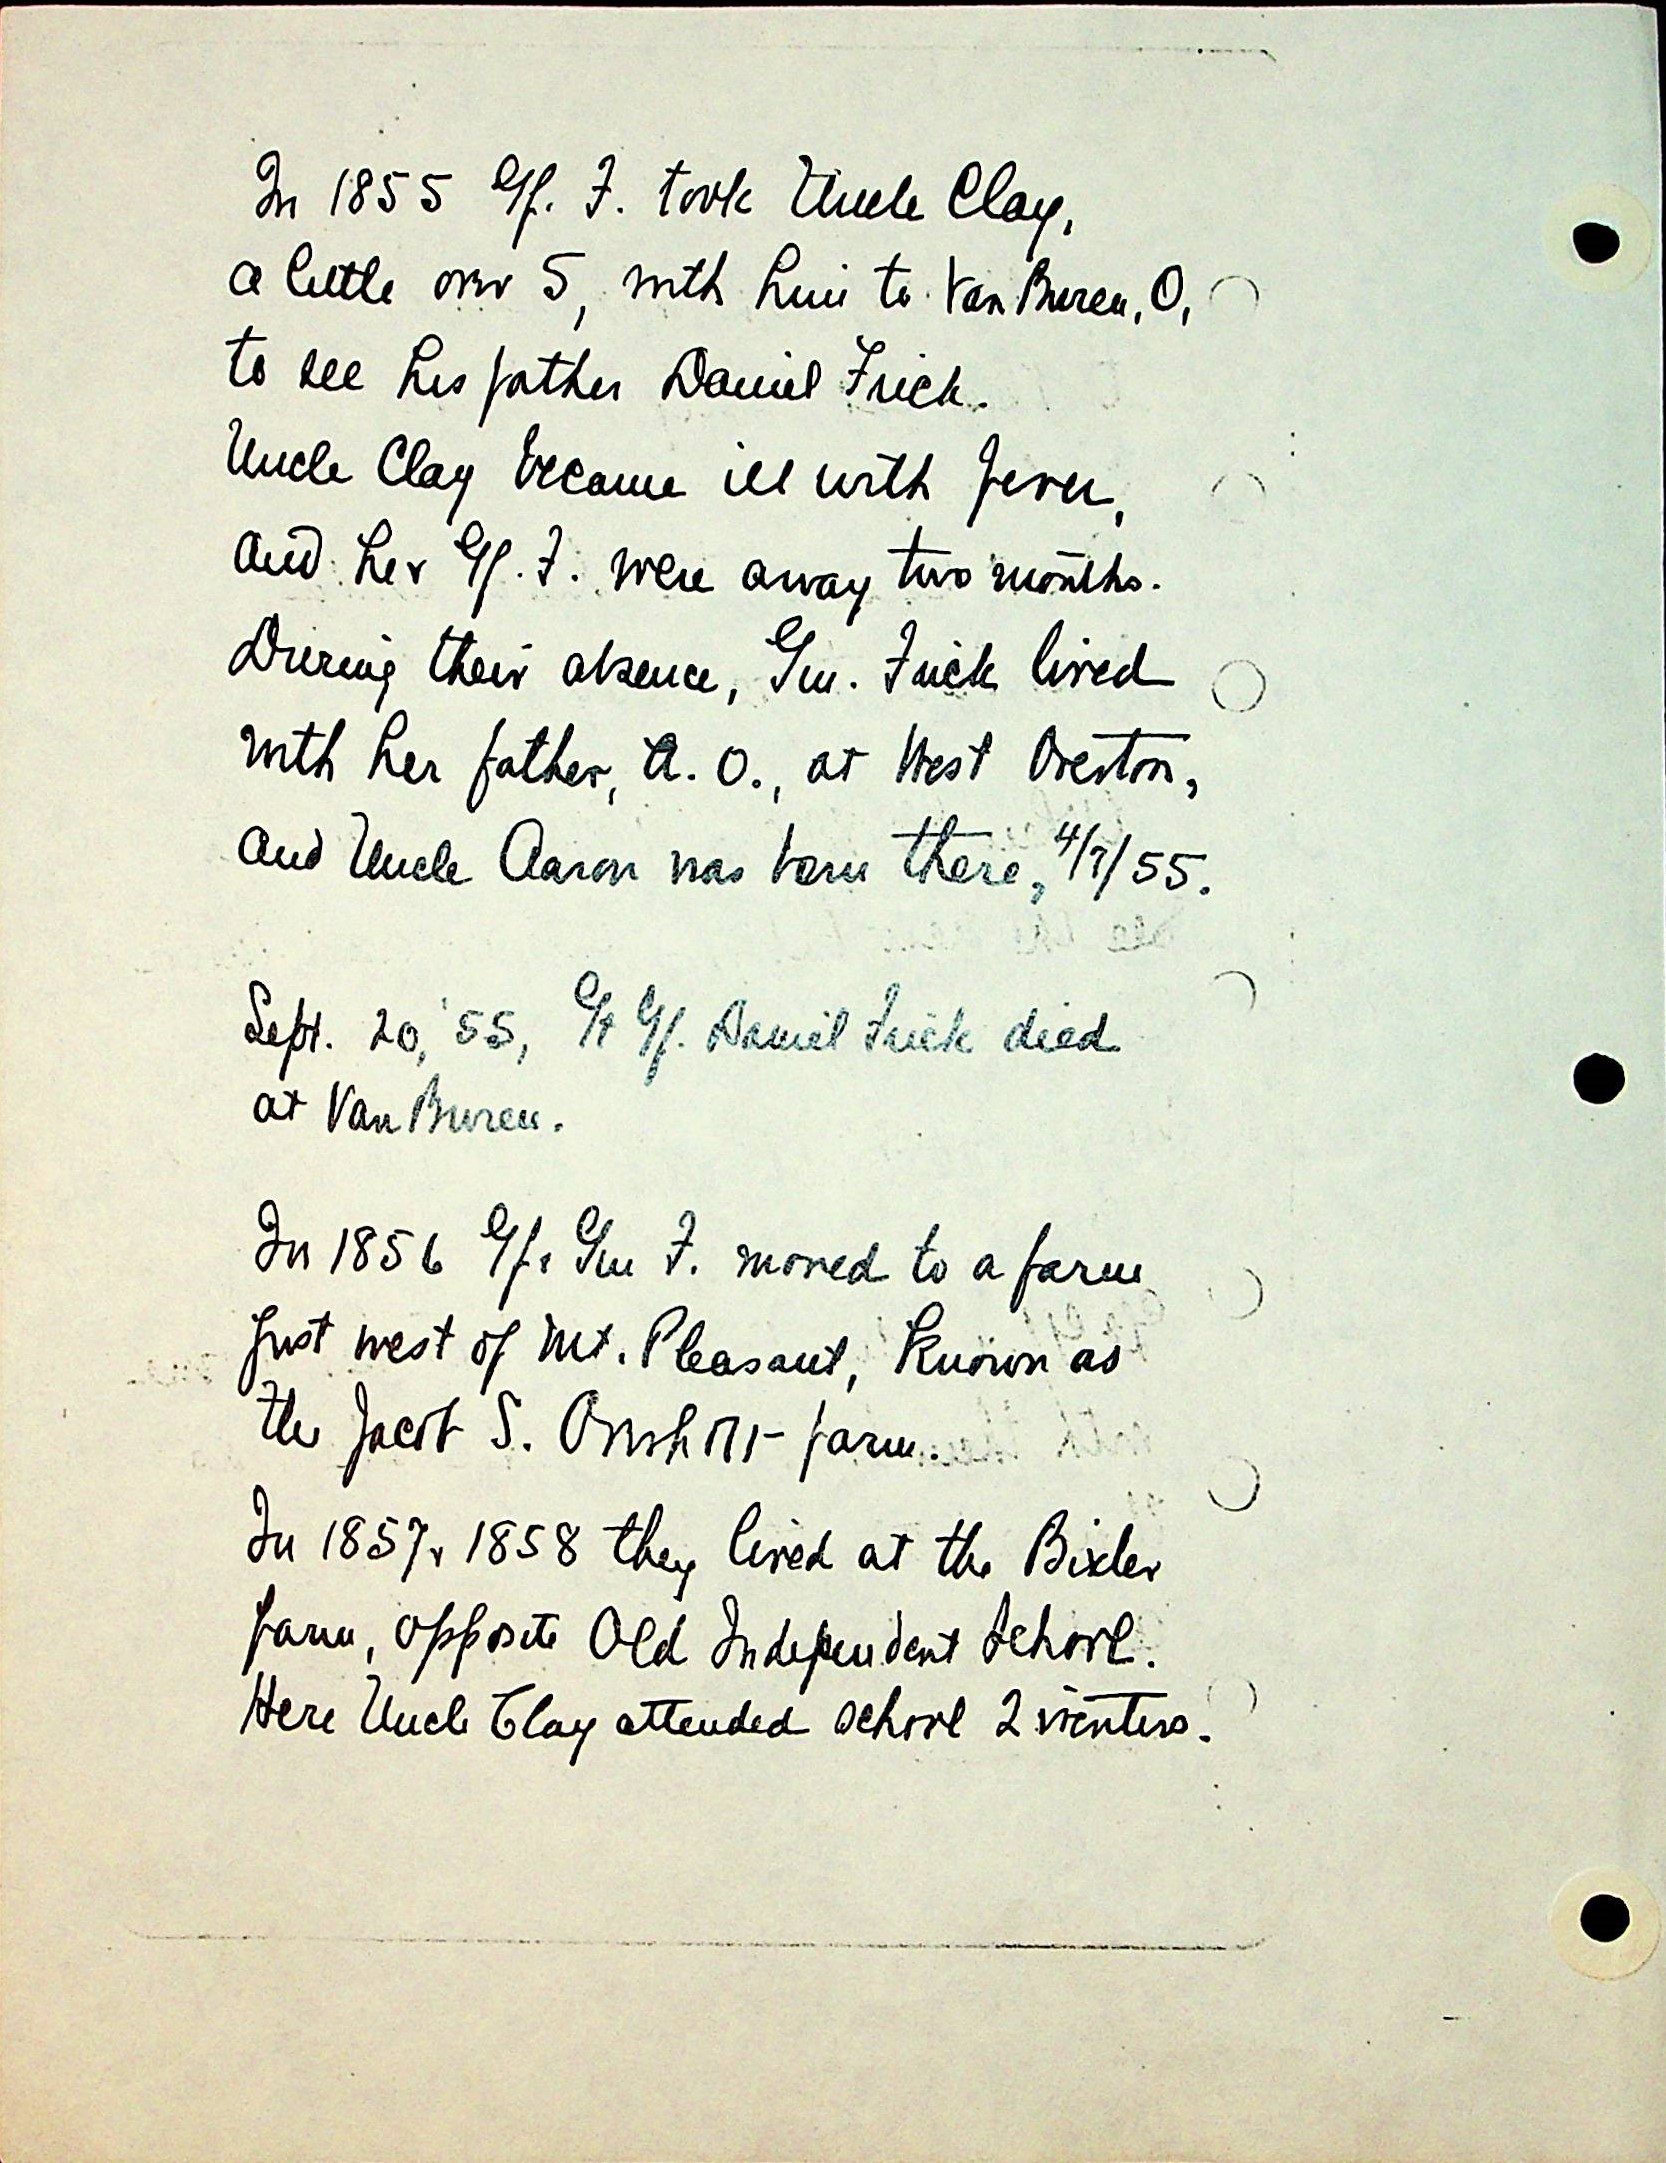 In 1855 Gf. F. took Uncle Clay,
a little over 5, with him to Van Buren, O,
to see his father Daniel Frick.
Uncle Clay became ill with fever,
and he & Gf. F. were away two months.
During their absence, Gm. Frick lived
with her father, A. O., at West Overton,
and Uncle Aaron was born there, 4/7/55.
Sept. 20, '55, Gt Gf. Daniel Frick died
at Van Buren.
In 1856 Gf & Gm F. moved to a farm
just west of Mt. Pleasant, known as
the Jacob S. Overholt farm.
In 1857 & 1858 they lived at the Bixler
farm, opposite Old Independent School.
Here Uncle Clay attended school 2 winters.